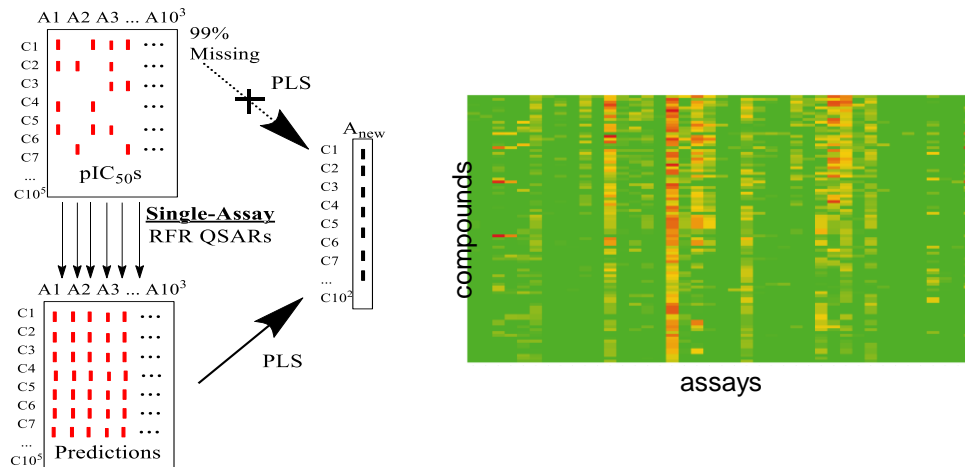 A1 A2 A3 ... A10³
C1
C2
C3
C4
C5
C6
C7
...
C10⁵
pIC₅₀s
99%
Missing
PLS
Single-Assay
RFR QSARs
A1 A2 A3 ... A10³
C1
C2
C3
C4
C5
C6
C7
...
C10⁵
Predictions
PLS
Aₙₑw
C1
C2
C3
C4
C5
C6
C7
...
C10²
compounds
assays